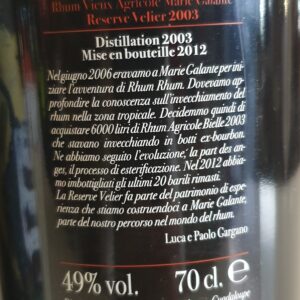 Rhum Vieux Agricole Marie Galante
Reserve Velier 2003
Distillation 2003
Mise en bouteille 2012
Nel giugno 2006 eravamo a Marie Galante per ini-
ziare l'avventura di Rhum Rhum. Dovevamo ap-
profondire la conoscenza sull'invecchiamento del
rhum nella zona tropicale. Decidemmo quindi di
acquistare 6000 litri di Rhum Agricole Bielle 2003
che stavano invecchiando in botti ex-bourbon.
Ne abbiamo seguito l'evoluzione, la part des an-
ges, il processo di esterificazione. Nel 2012 abbia-
mo imbottigliati gli ultimi 20 barili rimasti.
La Reserve Velier fa parte del patrimonio di espe-
rienza che stiamo costruendoci a Marie Galante,
parte del nostro percorso nel mondo del rhum.
Luca e Paolo Gargano
49% vol. 70 cl. e
Guadalupe